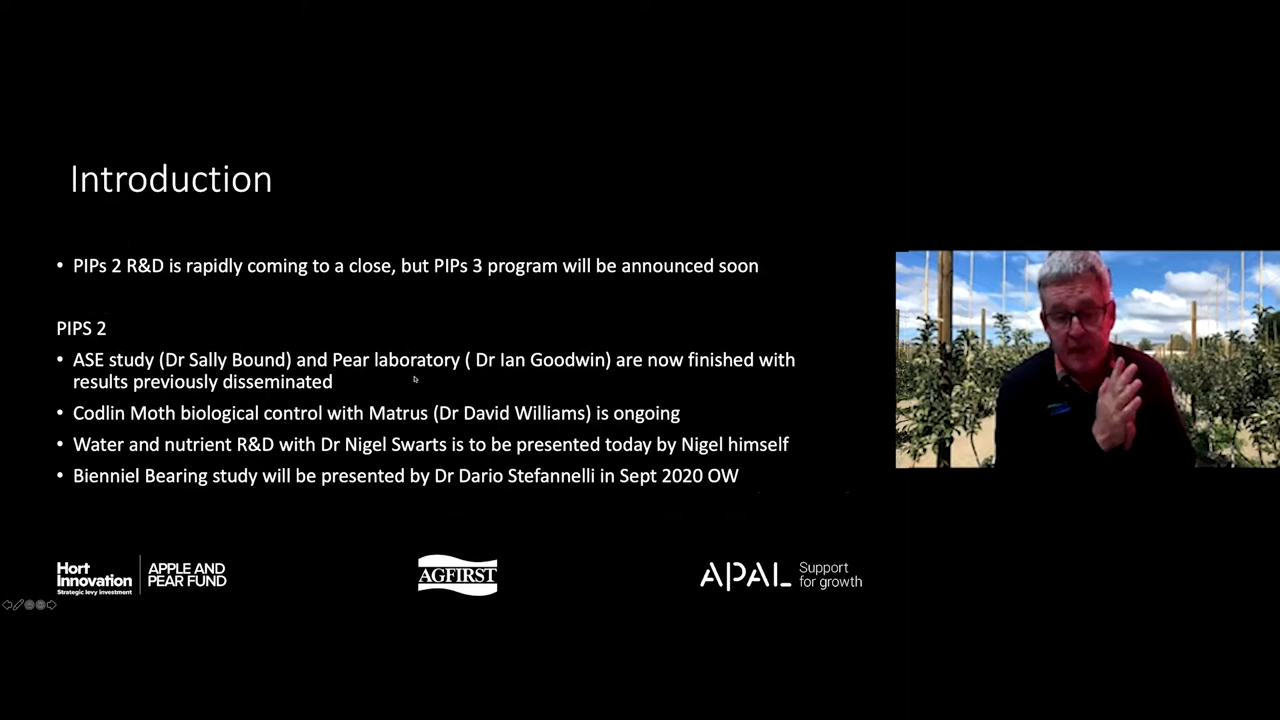 Introduction
• PIPs 2 R&D is rapidly coming to a close, but PIPs 3 program will be announced soon
PIPS 2
• ASE study (Dr Sally Bound) and Pear laboratory ( Dr Ian Goodwin) are now finished with
results previously disseminated
• Codlin Moth biological control with Matrus (Dr David Williams) is ongoing
• Water and nutrient R&D with Dr Nigel Swarts is to be presented today by Nigel himself
• Bienniel Bearing study will be presented by Dr Dario Stefannelli in Sept 2020 OW
Hort
Innovation
Strategic levy investment
APPLE AND
PEAR FUND
AGFIRST
APAL
Support
for growth